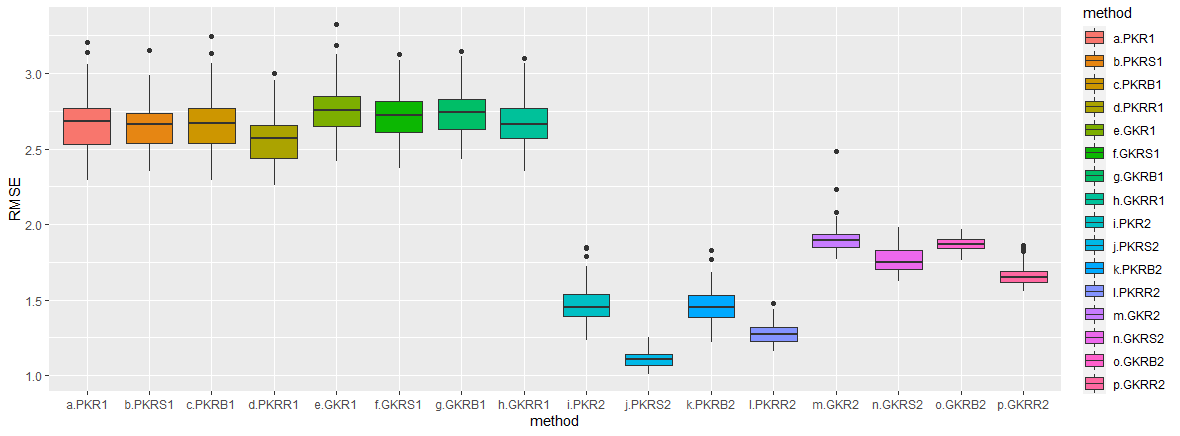 RMSE
3.0
2.5
2.0
1.5
1.0
a.PKR1 b.PKRS1 c.PKRB1 d.PKRR1 e.GKR1 f.GKRS1 g.GKRB1 h.GKRR1 i.PKR2 j.PKRS2 k.PKRB2 l.PKRR2 m.GKR2 n.GKRS2 o.GKRB2 p.GKRR2
method
method
a.PKR1
b.PKRS1
c.PKRB1
d.PKRR1
e.GKR1
f.GKRS1
g.GKRB1
h.GKRR1
i.PKR2
j.PKRS2
k.PKRB2
l.PKRR2
m.GKR2
n.GKRS2
o.GKRB2
p.GKRR2